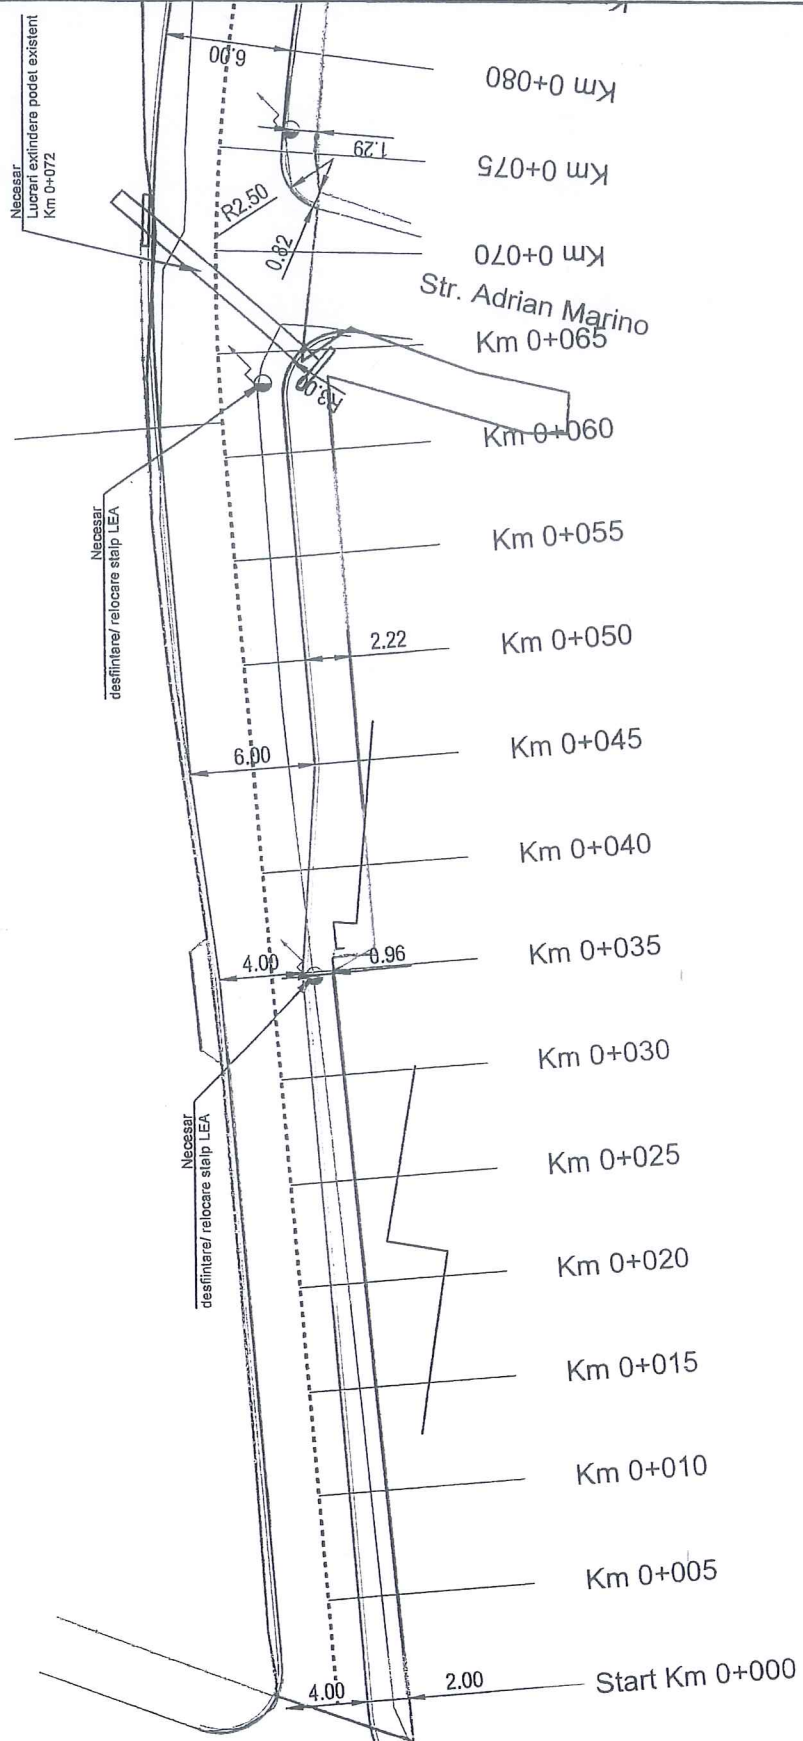 Necesar
Lucrari extindere podet existent
Km 0+072
6.00
Km 0+080
1.29
Km 0+075
R2.50
0.82
Km 0+070
Str. Adrian Marino
Km 0+065
R3.00
Km 0+060
Necesar
desfiintare/ relocare stalp LEA
Km 0+055
2.22
Km 0+050
6.00
Km 0+045
Km 0+040
4.00
0.96
Km 0+035
Km 0+030
Necesar
desfiintare/ relocare stalp LEA
Km 0+025
Km 0+020
Km 0+015
Km 0+010
Km 0+005
4.00
2.00
Start Km 0+000